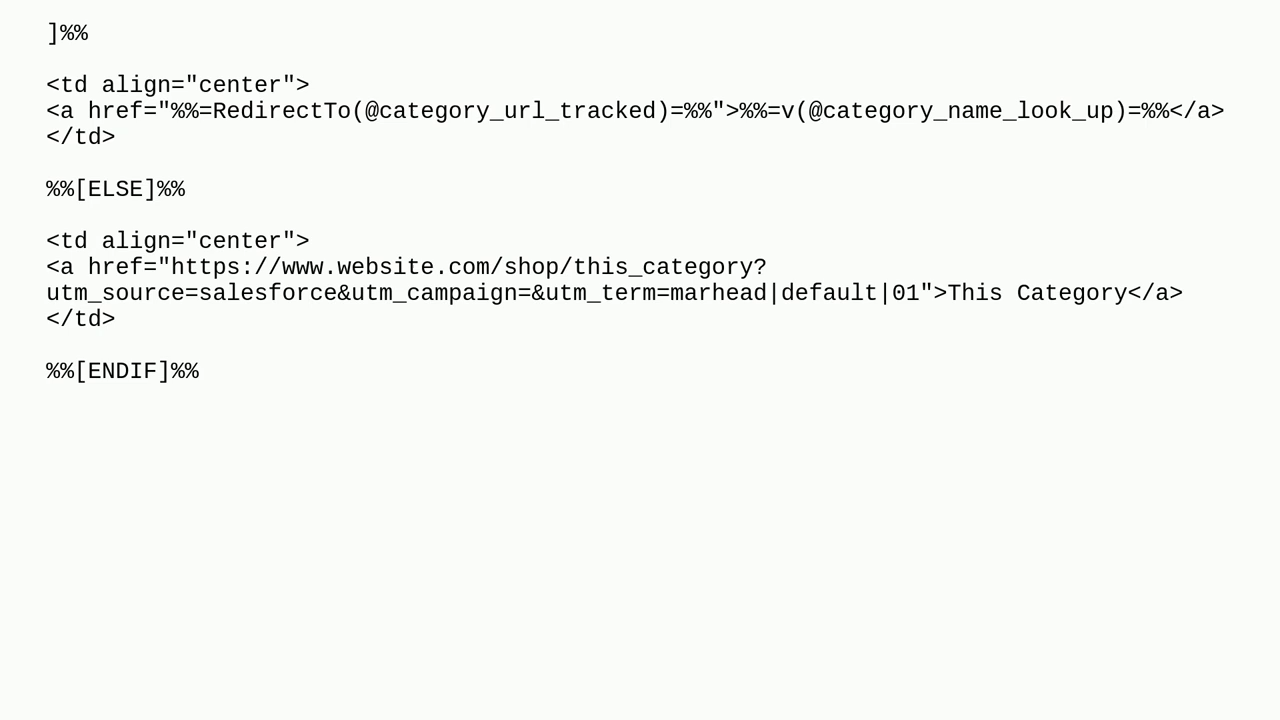 ]%%
<td align="center">
<a href="%%=RedirectTo(@category_url_tracked)=%%">%%=v(@category_name_look_up)=%%</a>
</td>
%%[ELSE]%%
<td align="center">
<a href="https://www.website.com/shop/this_category?
utm_source=salesforce&utm_campaign=&utm_term=marhead|default|01">This Category</a>
</td>
%%[ENDIF]%%